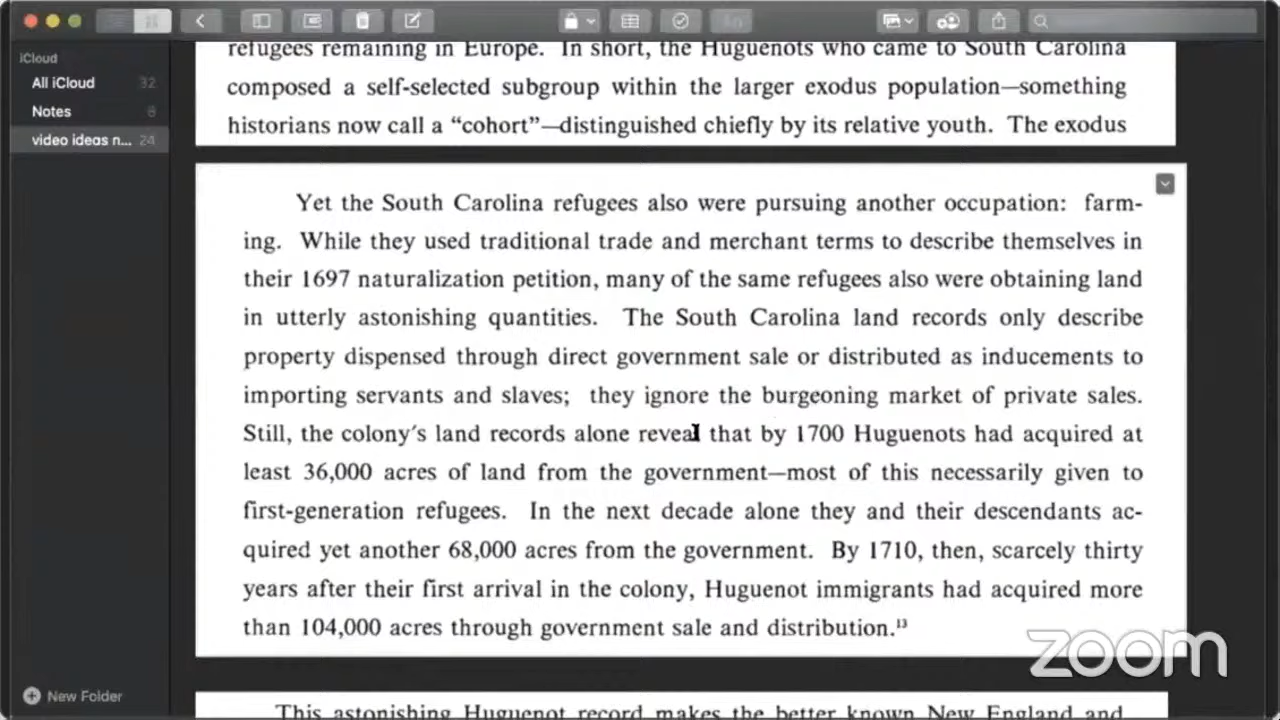 iCloud
All iCloud 32
Notes 8
video ideas n... 24
New Folder
refugees remaining in Europe. In short, the Huguenots who came to South Carolina
composed a self-selected subgroup within the larger exodus population—something
historians now call a “cohort”—distinguished chiefly by its relative youth. The exodus
Yet the South Carolina refugees also were pursuing another occupation: farm-
ing. While they used traditional trade and merchant terms to describe themselves in
their 1697 naturalization petition, many of the same refugees also were obtaining land
in utterly astonishing quantities. The South Carolina land records only describe
property dispensed through direct government sale or distributed as inducements to
importing servants and slaves; they ignore the burgeoning market of private sales.
Still, the colony's land records alone reveal that by 1700 Huguenots had acquired at
least 36,000 acres of land from the government—most of this necessarily given to
first-generation refugees. In the next decade alone they and their descendants ac-
quired yet another 68,000 acres from the government. By 1710, then, scarcely thirty
years after their first arrival in the colony, Huguenot immigrants had acquired more
than 104,000 acres through government sale and distribution.¹³
This astonishing Huguenot record makes the better known New England and
zoom